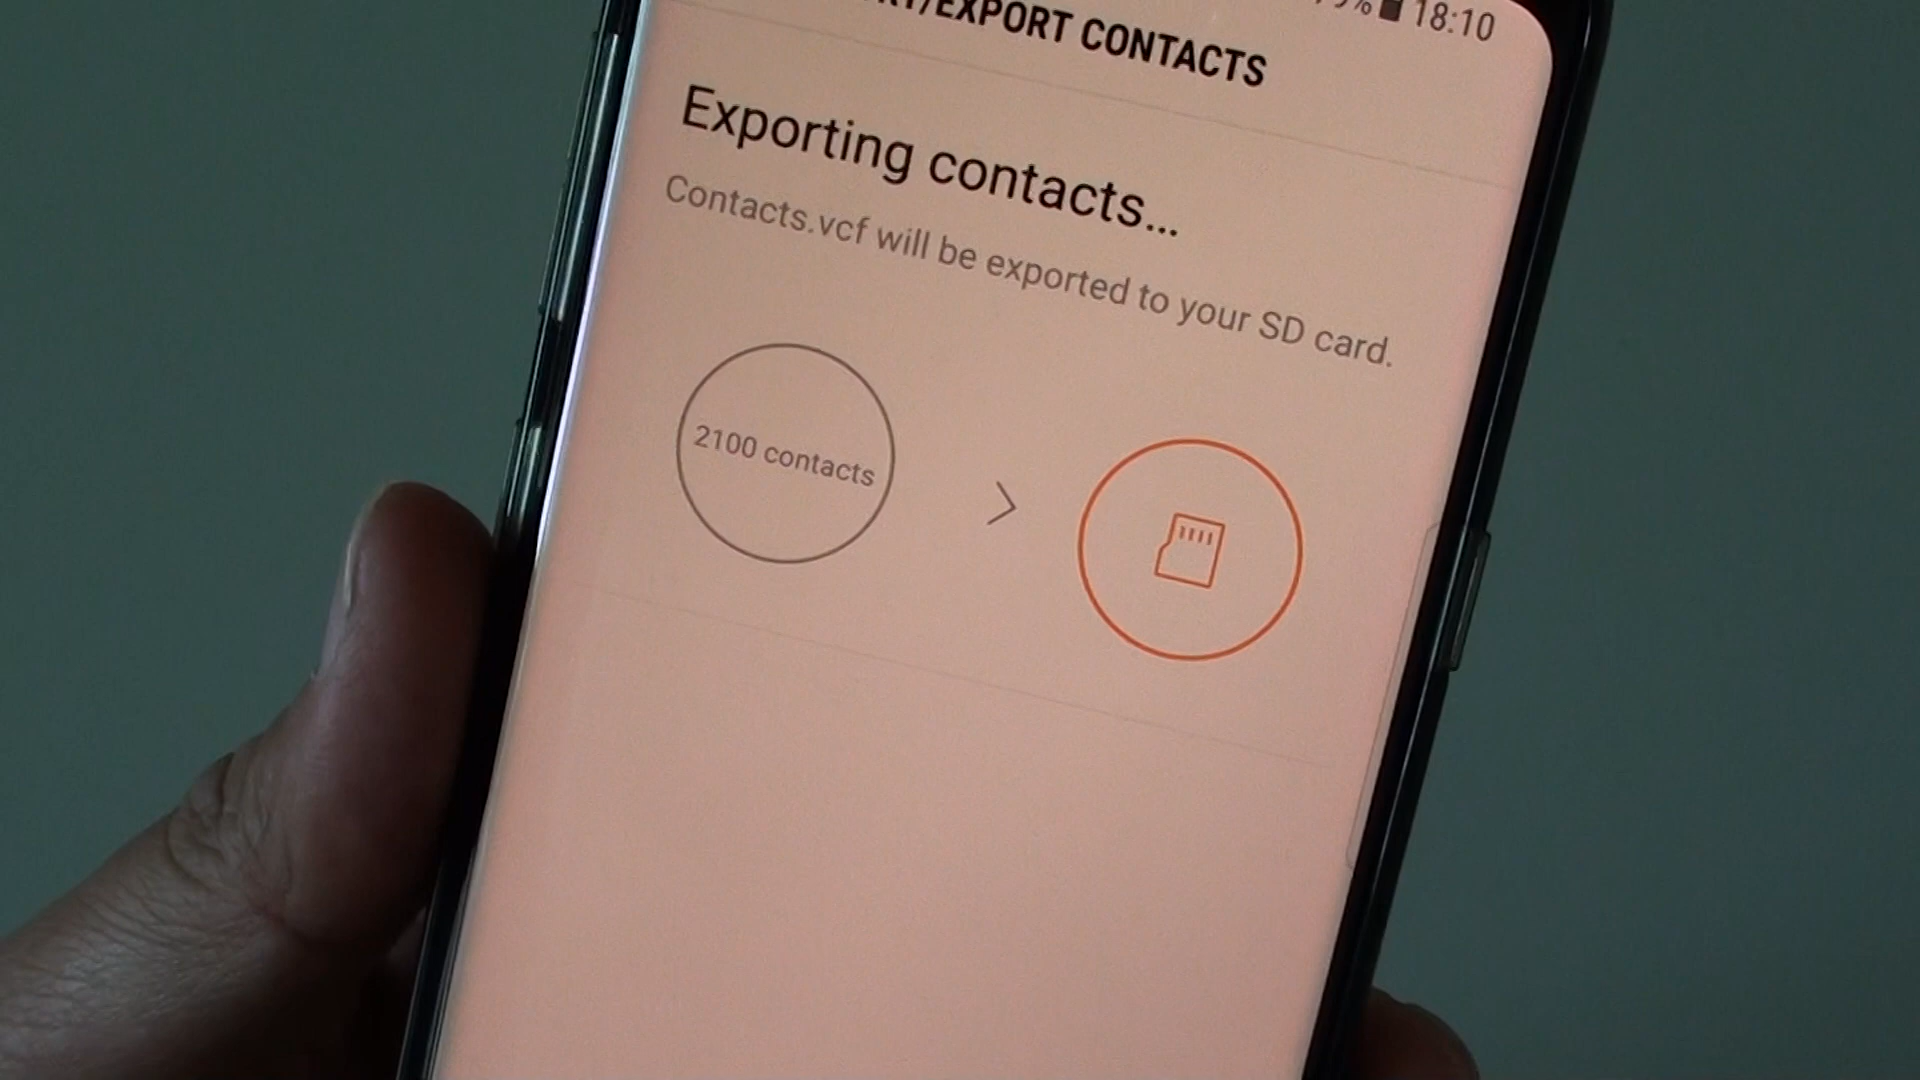 18:10
/EXPORT CONTACTS
Exporting contacts...
Contacts.vcf will be exported to your SD card.
2100 contacts